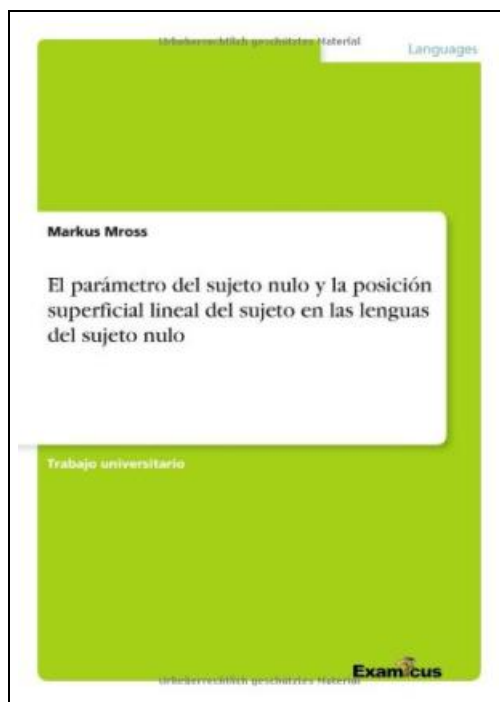 Urheberrechtlich geschütztes Material
Languages
Markus Mross
El parámetro del sujeto nulo y la posición
superficial lineal del sujeto en las lenguas
del sujeto nulo
Trabajo universitario
Examicus
Urheberrechtlich geschütztes Material